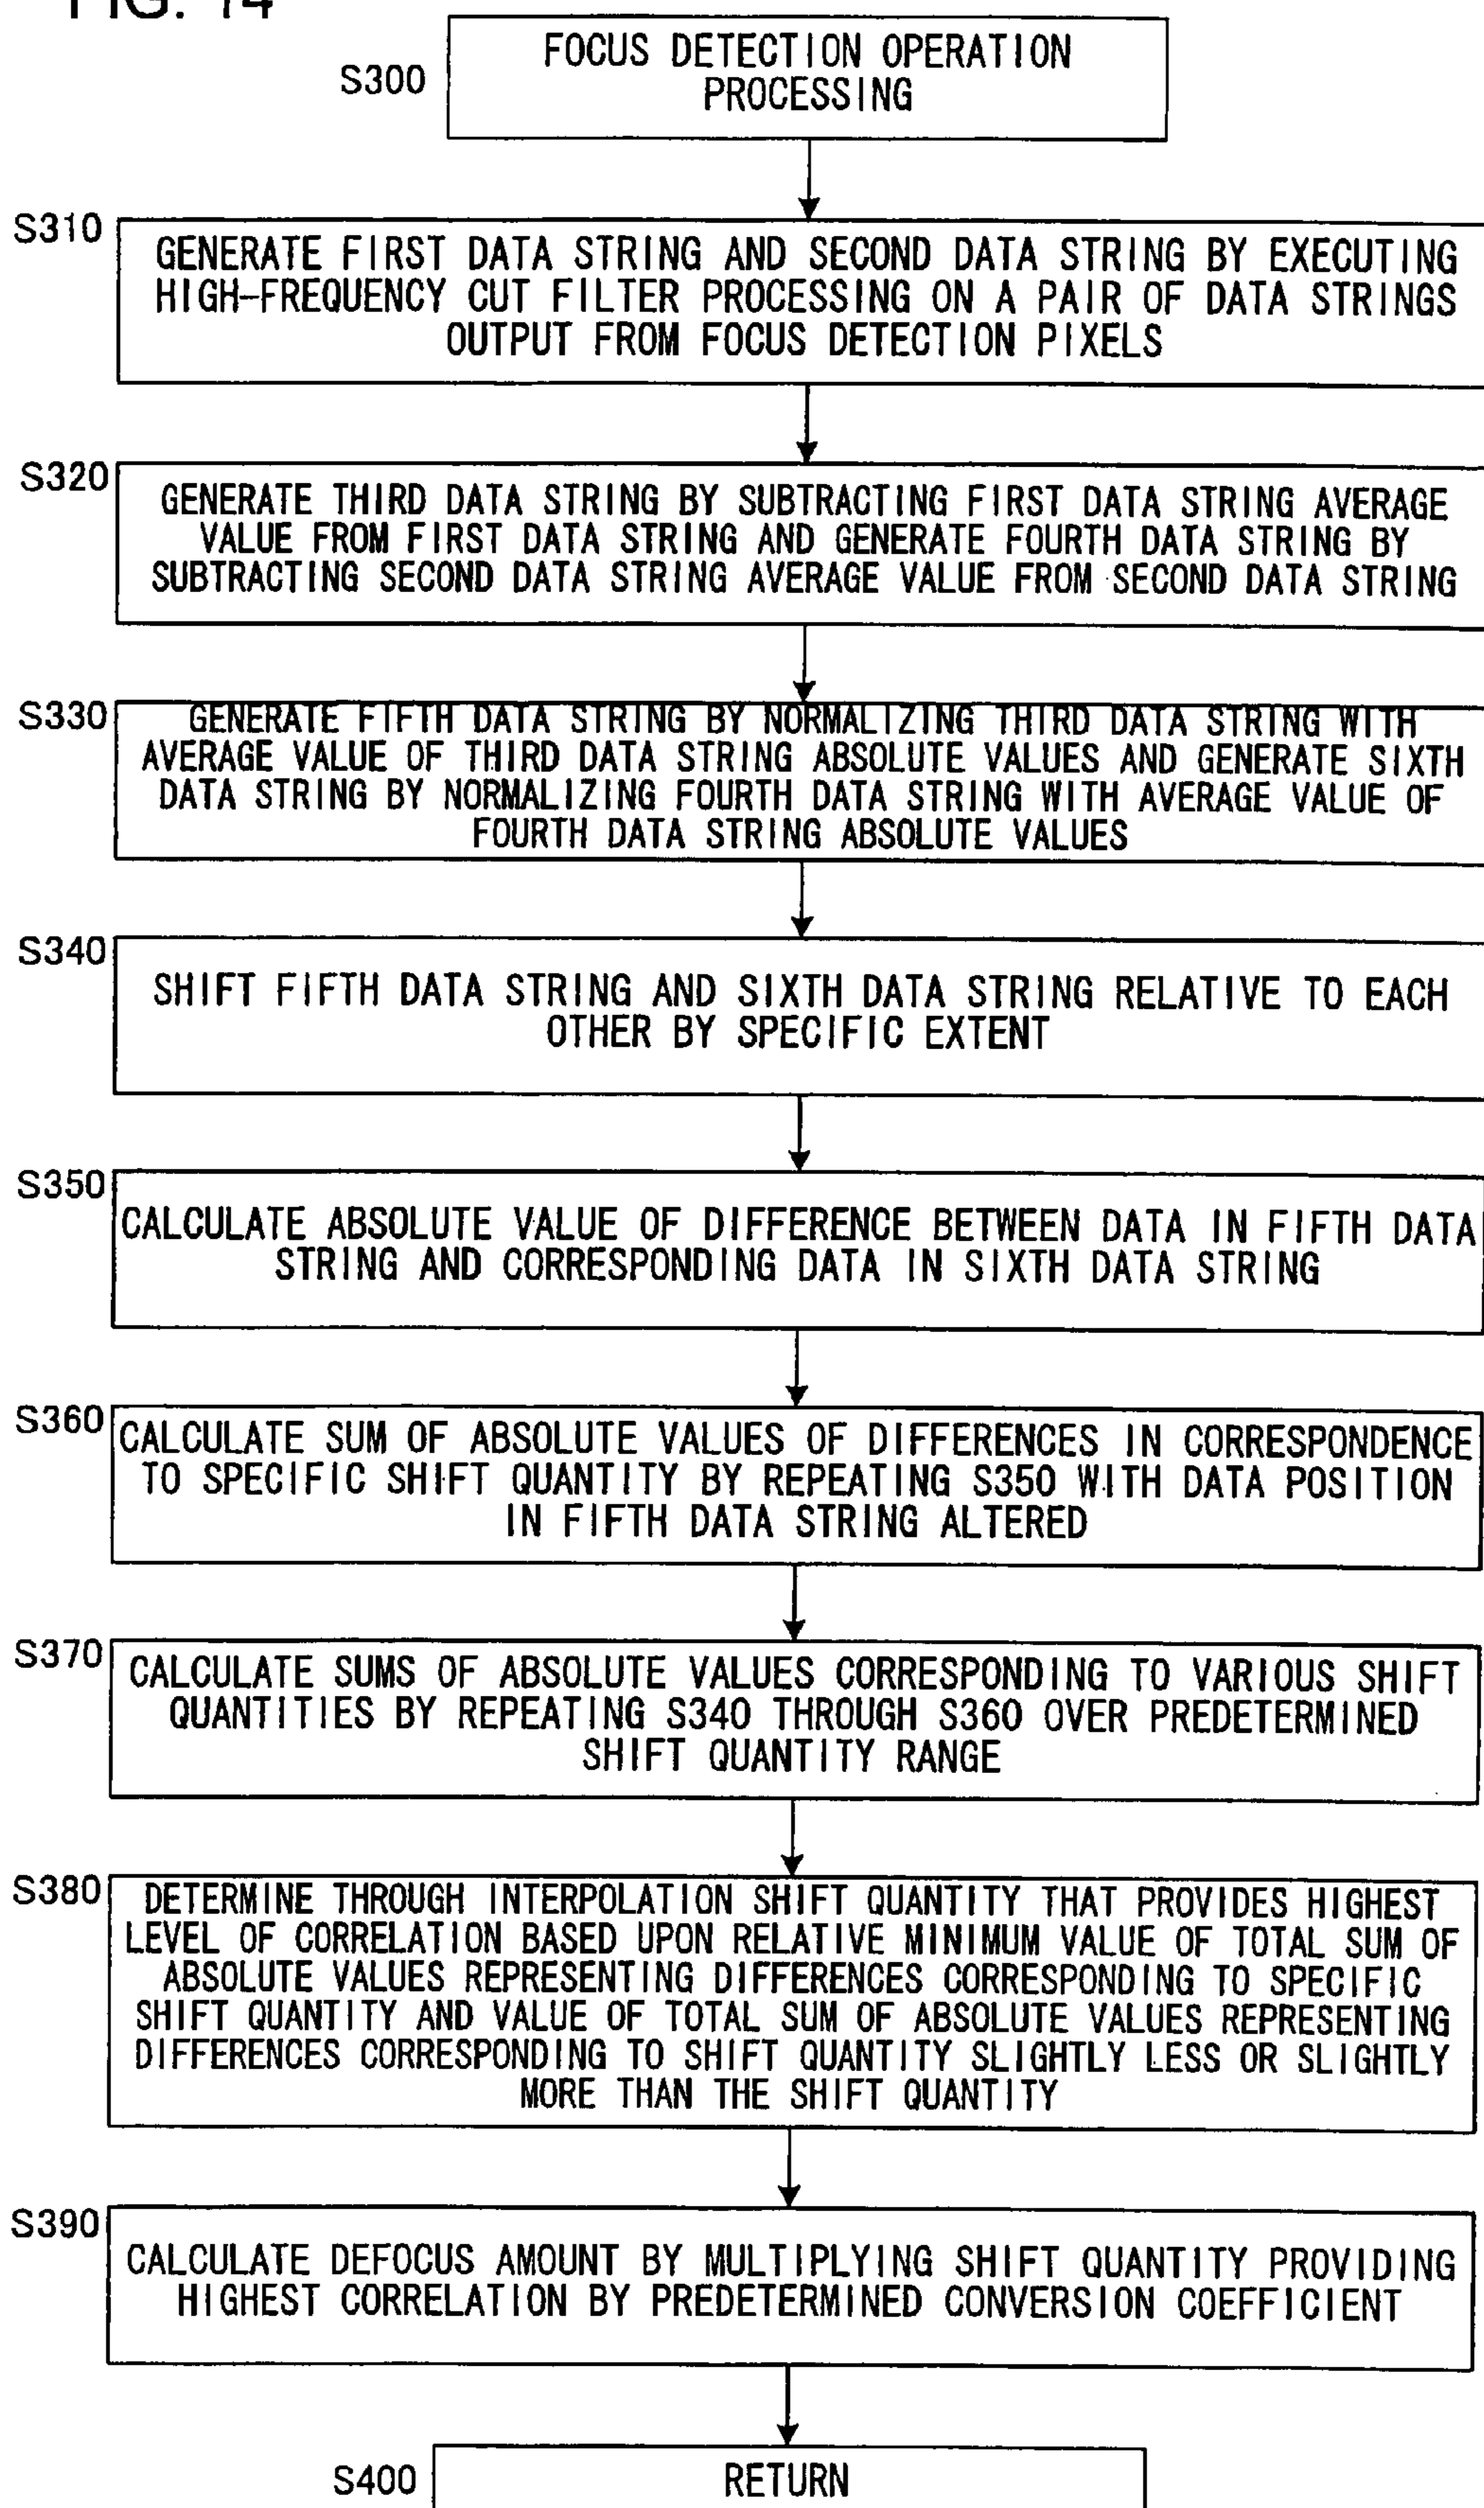 FIG. 14
S300
FOCUS DETECTION OPERATION
PROCESSING
S310
GENERATE FIRST DATA STRING AND SECOND DATA STRING BY EXECUTING
HIGH-FREQUENCY CUT FILTER PROCESSING ON A PAIR OF DATA STRINGS
OUTPUT FROM FOCUS DETECTION PIXELS
S320
GENERATE THIRD DATA STRING BY SUBTRACTING FIRST DATA STRING AVERAGE
VALUE FROM FIRST DATA STRING AND GENERATE FOURTH DATA STRING BY
SUBTRACTING SECOND DATA STRING AVERAGE VALUE FROM SECOND DATA STRING
S330
GENERATE FIFTH DATA STRING BY NORMALIZING THIRD DATA STRING WITH
AVERAGE VALUE OF THIRD DATA STRING ABSOLUTE VALUES AND GENERATE SIXTH
DATA STRING BY NORMALIZING FOURTH DATA STRING WITH AVERAGE VALUE OF
FOURTH DATA STRING ABSOLUTE VALUES
S340
SHIFT FIFTH DATA STRING AND SIXTH DATA STRING RELATIVE TO EACH
OTHER BY SPECIFIC EXTENT
S350
CALCULATE ABSOLUTE VALUE OF DIFFERENCE BETWEEN DATA IN FIFTH DATA
STRING AND CORRESPONDING DATA IN SIXTH DATA STRING
S360
CALCULATE SUM OF ABSOLUTE VALUES OF DIFFERENCES IN CORRESPONDENCE
TO SPECIFIC SHIFT QUANTITY BY REPEATING S350 WITH DATA POSITION
IN FIFTH DATA STRING ALTERED
S370
CALCULATE SUMS OF ABSOLUTE VALUES CORRESPONDING TO VARIOUS SHIFT
QUANTITIES BY REPEATING S340 THROUGH S360 OVER PREDETERMINED
SHIFT QUANTITY RANGE
S380
DETERMINE THROUGH INTERPOLATION SHIFT QUANTITY THAT PROVIDES HIGHEST
LEVEL OF CORRELATION BASED UPON RELATIVE MINIMUM VALUE OF TOTAL SUM OF
ABSOLUTE VALUES REPRESENTING DIFFERENCES CORRESPONDING TO SPECIFIC
SHIFT QUANTITY AND VALUE OF TOTAL SUM OF ABSOLUTE VALUES REPRESENTING
DIFFERENCES CORRESPONDING TO SHIFT QUANTITY SLIGHTLY LESS OR SLIGHTLY
MORE THAN THE SHIFT QUANTITY
S390
CALCULATE DEFOCUS AMOUNT BY MULTIPLYING SHIFT QUANTITY PROVIDING
HIGHEST CORRELATION BY PREDETERMINED CONVERSION COEFFICIENT
S400
RETURN